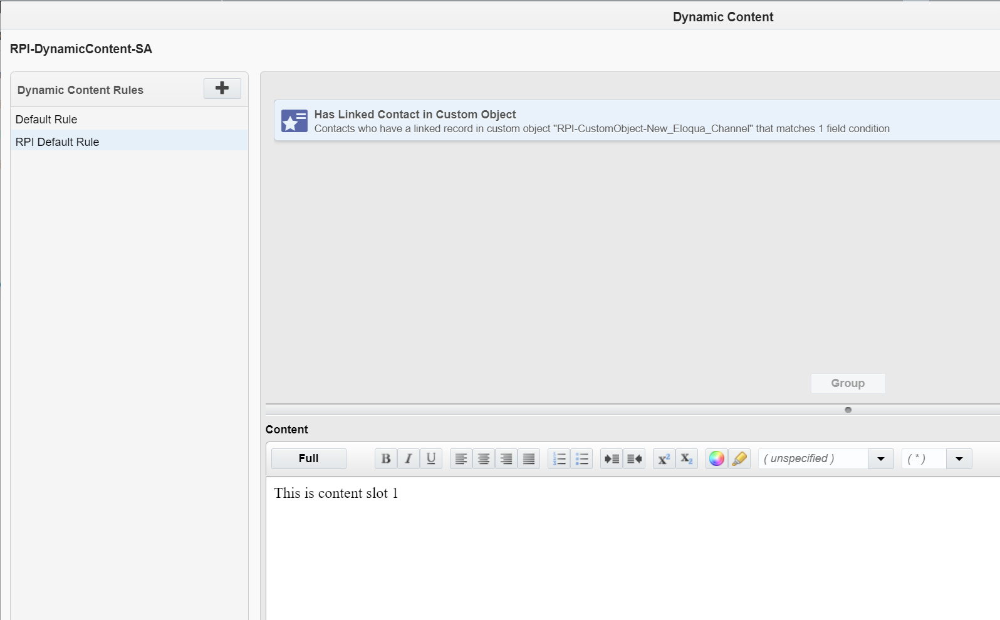 Dynamic Content
RPI-DynamicContent-SA
Dynamic Content Rules
Default Rule
RPI Default Rule
Has Linked Contact in Custom Object
Contacts who have a linked record in custom object "RPI-CustomObject-New_Eloqua_Channel" that matches 1 field condition
Group
Content
Full B I U x² X₂ ( unspecified ) ( * )
This is content slot 1